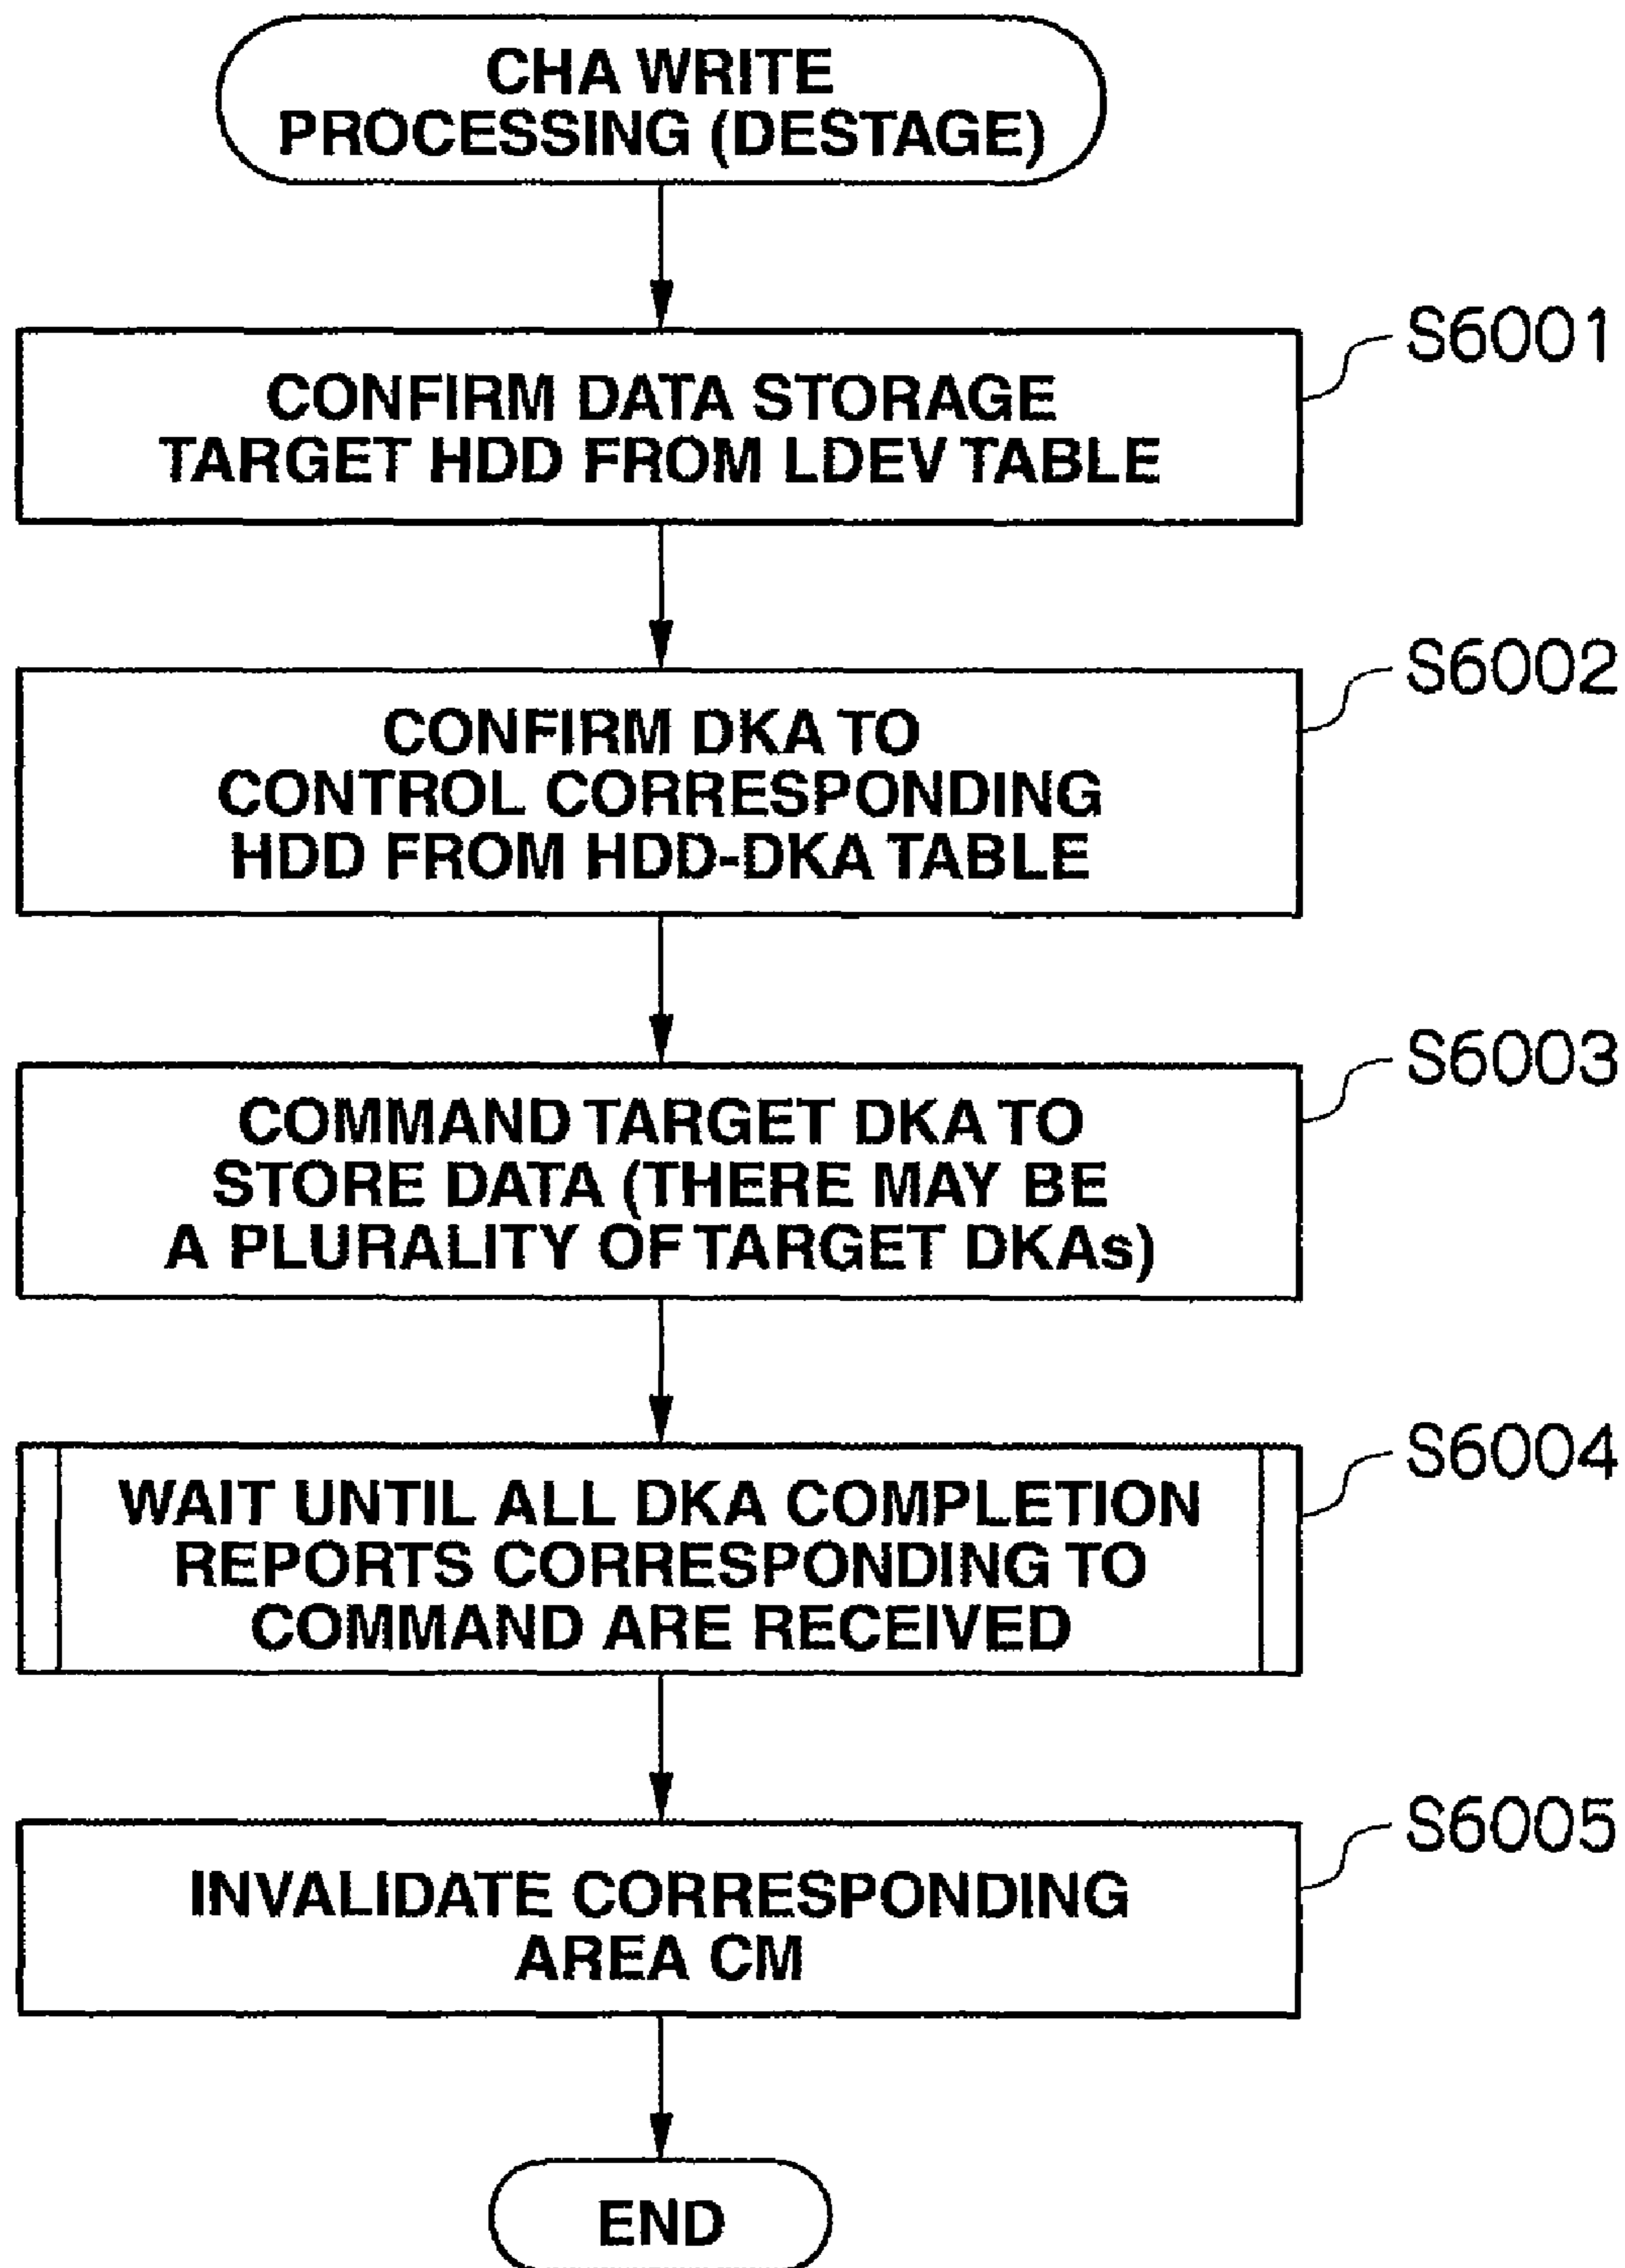 CHA WRITE
PROCESSING (DESTAGE)
S6001
CONFIRM DATA STORAGE
TARGET HDD FROM LDEV TABLE
S6002
CONFIRM DKA TO
CONTROL CORRESPONDING
HDD FROM HDD-DKA TABLE
S6003
COMMAND TARGET DKA TO
STORE DATA (THERE MAY BE
A PLURALITY OF TARGET DKAs)
S6004
WAIT UNTIL ALL DKA COMPLETION
REPORTS CORRESPONDING TO
COMMAND ARE RECEIVED
S6005
INVALIDATE CORRESPONDING
AREA CM
END